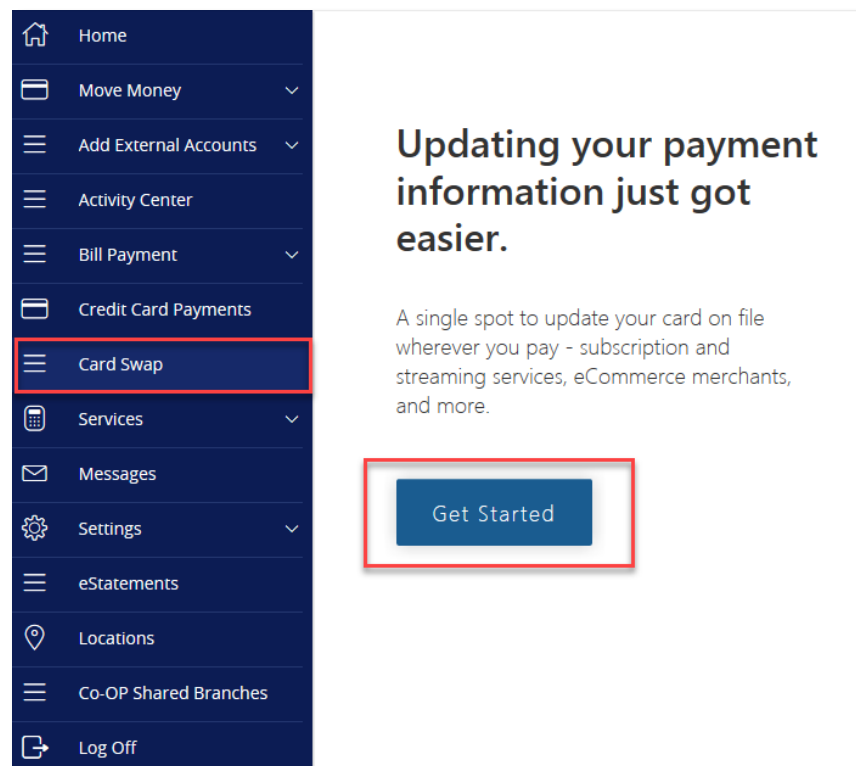 Home
Move Money
Add External Accounts
Activity Center
Bill Payment
Credit Card Payments
Card Swap
Services
Messages
Settings
eStatements
Locations
Co-OP Shared Branches
Log Off
Updating your payment
information just got
easier.
A single spot to update your card on file
wherever you pay - subscription and
streaming services, eCommerce merchants,
and more.
Get Started